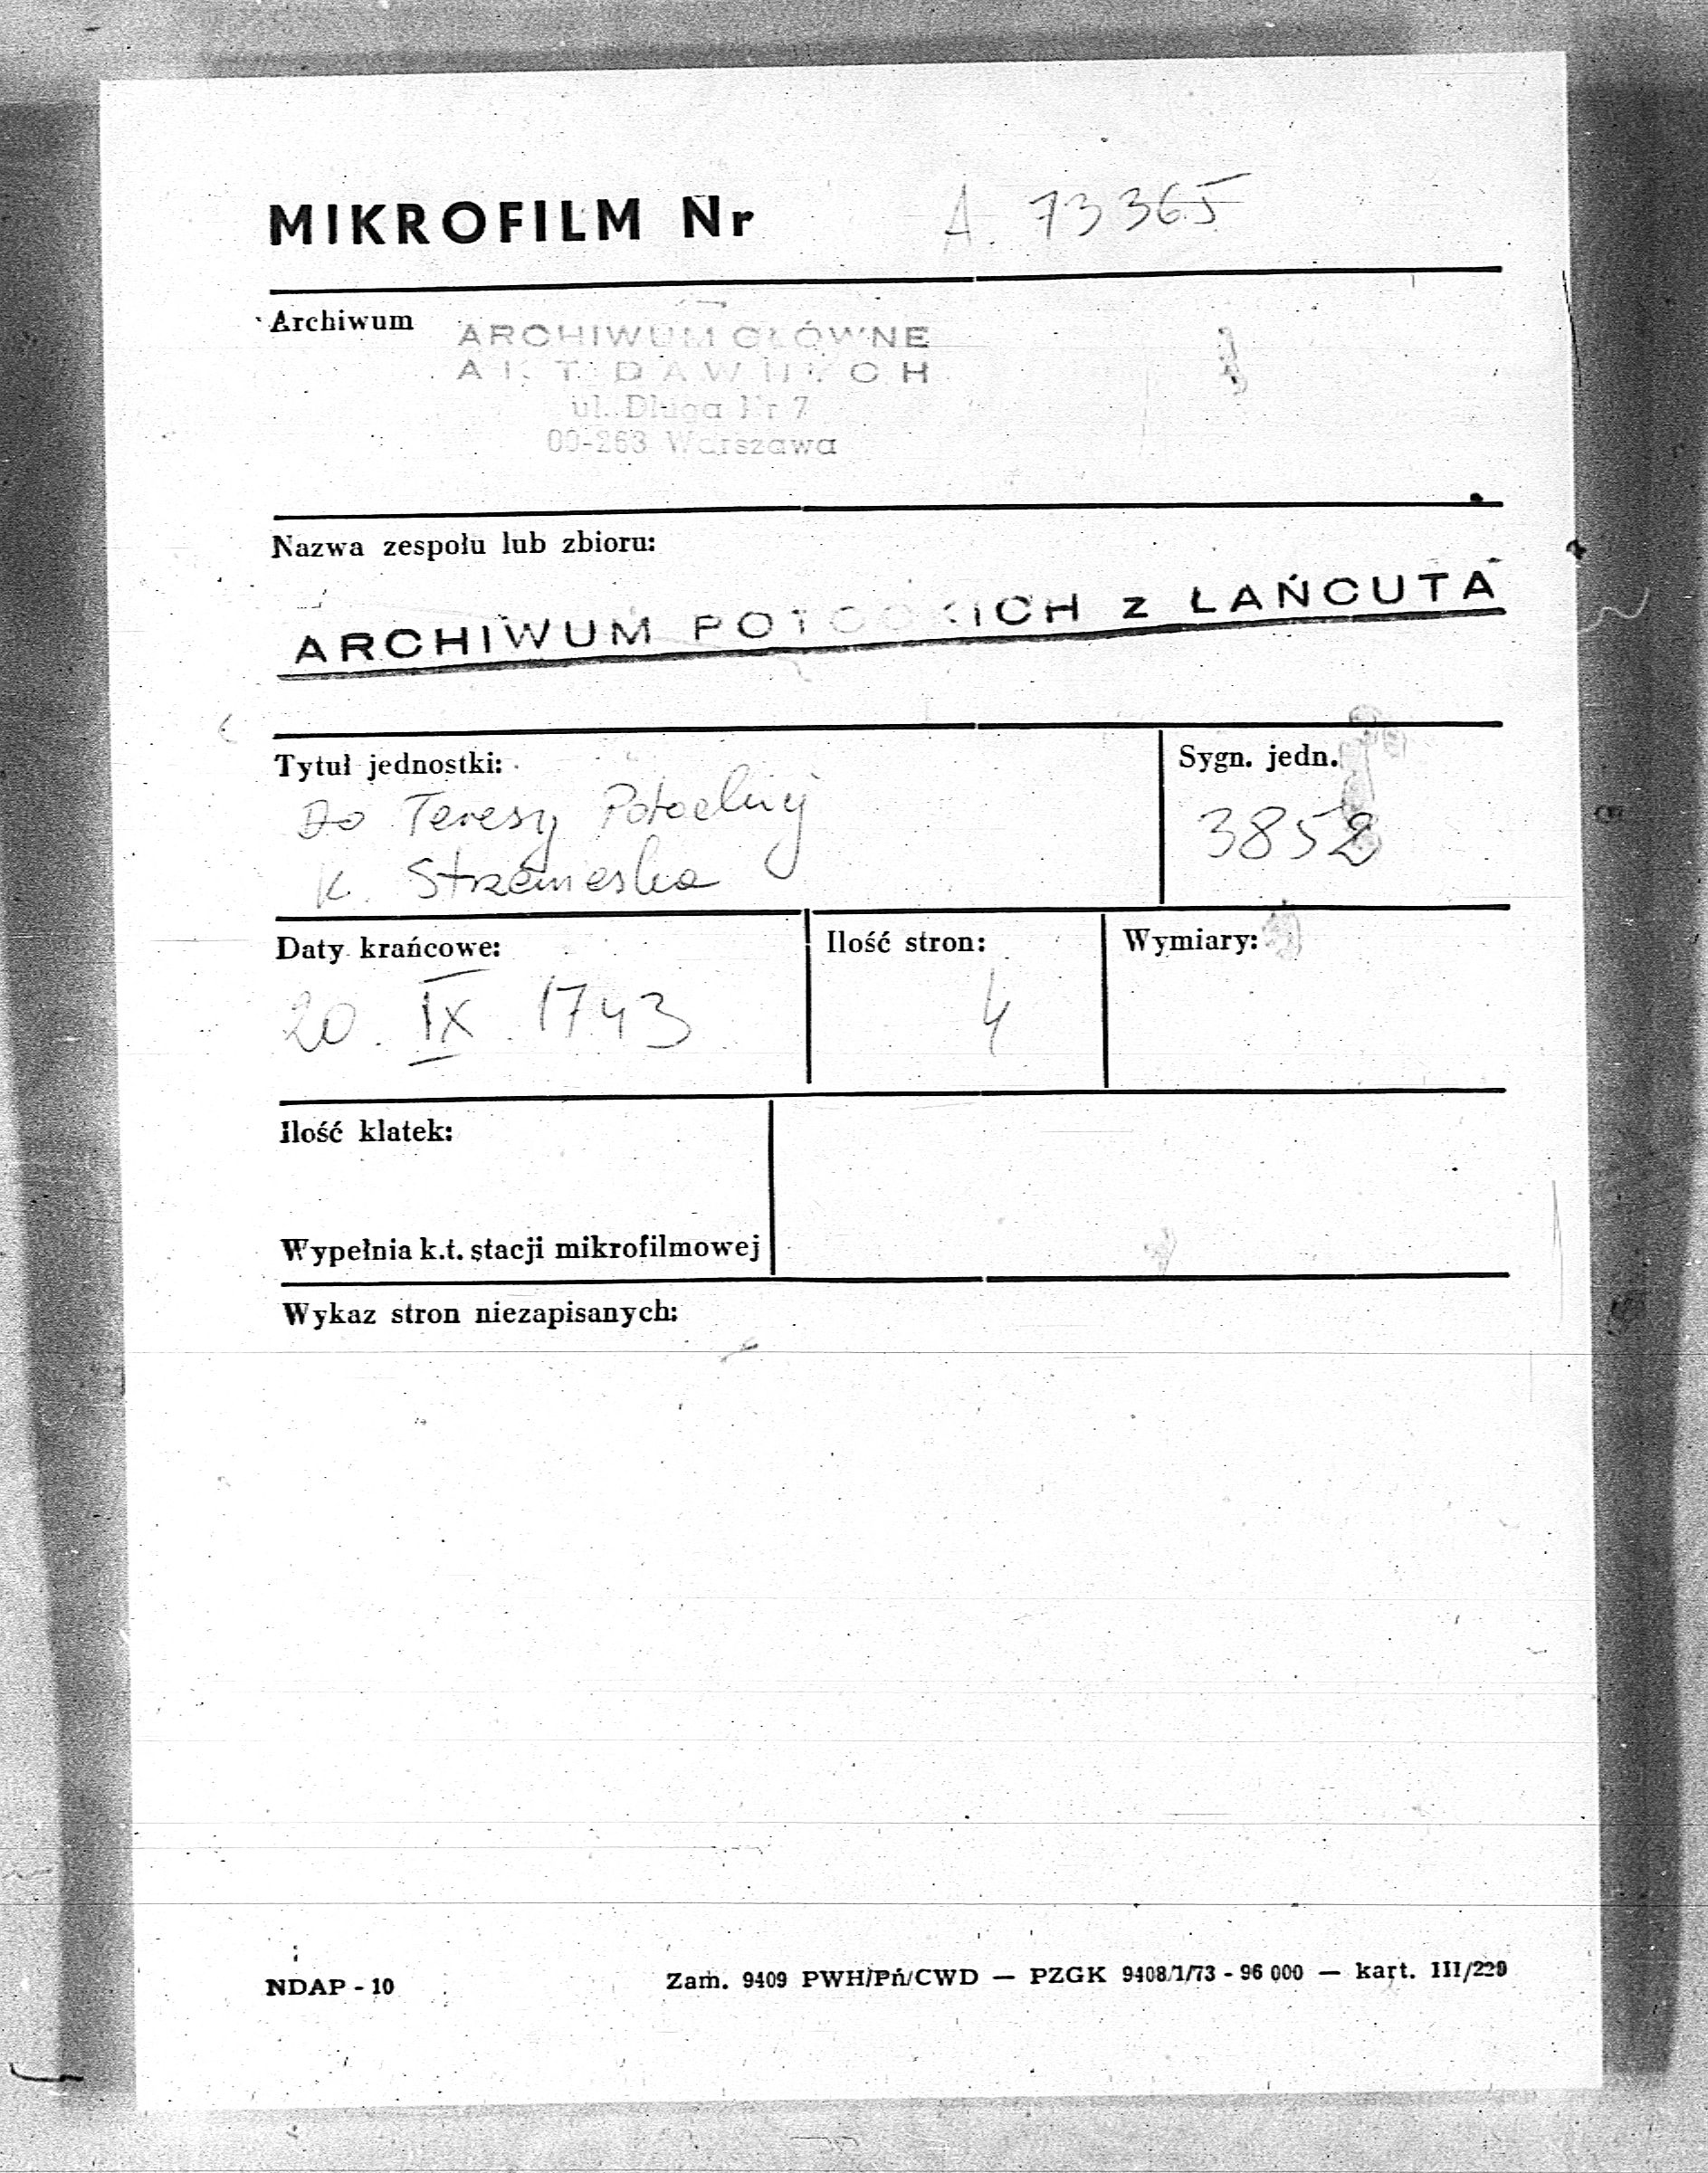 MIKROFILM Nr A. 73365
Archiwum
ARCHIWUM GŁÓWNE
AKT DAWNYCH
ul. Długa Nr 7
00-263 Warszawa
Nazwa zespołu lub zbioru:
ARCHIWUM POTOCKICH z ŁAŃCUTA
Tytuł jednostki:
Sygn. jedn.
Do Teresy Potockiej
3852
K. Strzemeska
Daty krańcowe:
Ilość stron:
Wymiary:
20. IX. 1743
4
Ilość klatek:
Wypełnia k.t. stacji mikrofilmowej
Wykaz stron niezapisanych:
NDAP - 10
Zam. 9409 PWH/Pń/CWD — PZGK 9408/1/73 - 96 000 — kart. III/229